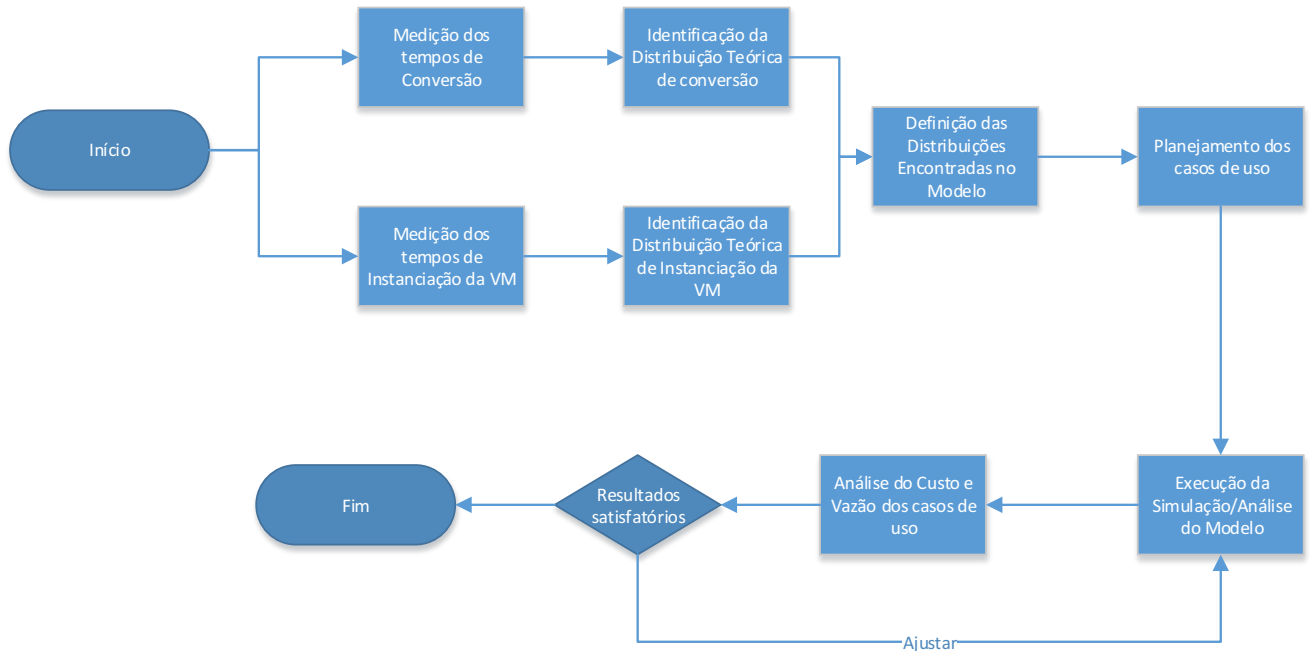 Início
Medição dos
tempos de
Conversão
Identificação da
Distribuição Teórica
de conversão
Medição dos
tempos de
Instanciação da VM
Identificação da
Distribuição Teórica
de Instanciação da
VM
Definição das
Distribuições
Encontradas no
Modelo
Planejamento dos
casos de uso
Execução da
Simulação/Análise
do Modelo
Análise do Custo e
Vazão dos casos de
uso
Resultados
satisfatórios
Fim
Ajustar